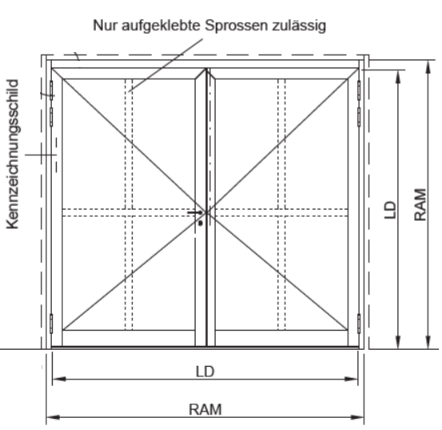 Nur aufgeklebte Sprossen zulässig
Kennzeichnungsschild
LD
RAM
LD
RAM